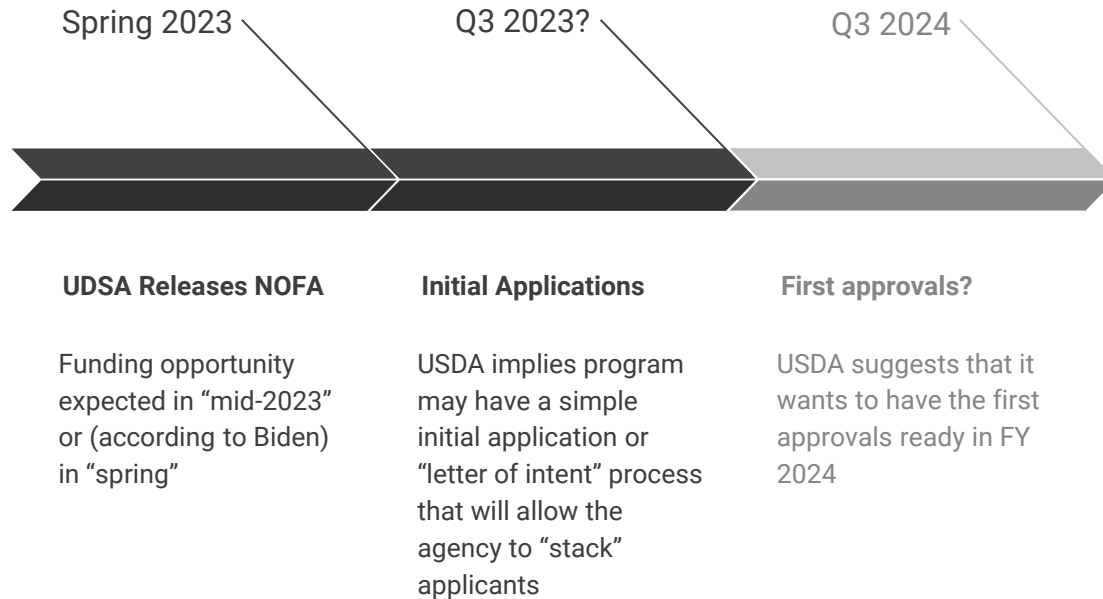 Spring 2023
Q3 2023?
Q3 2024
UDSA Releases NOFA
Funding opportunity
expected in “mid-2023”
or (according to Biden)
in “spring”
Initial Applications
USDA implies program
may have a simple
initial application or
“letter of intent” process
that will allow the
agency to “stack”
applicants
First approvals?
USDA suggests that it
wants to have the first
approvals ready in FY
2024